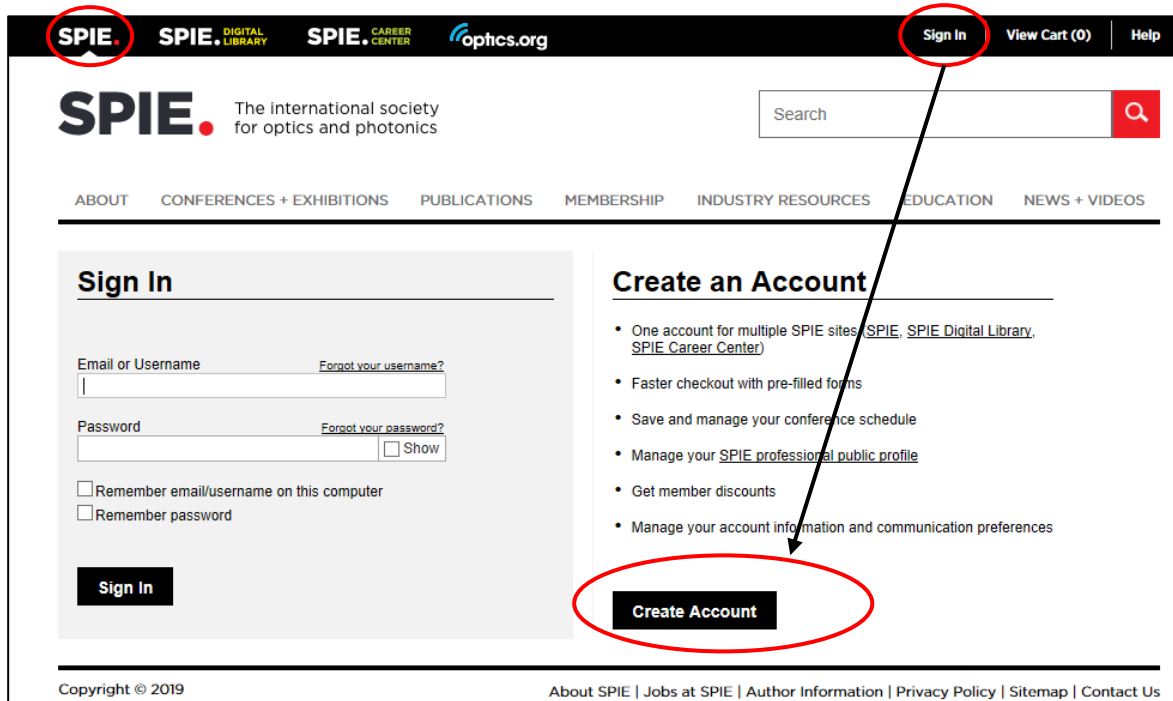 SPIE. SPIE. DIGITAL LIBRARY SPIE. CAREER CENTER optics.org Sign In View Cart (0) Help
SPIE. The international society
for optics and photonics
Search
ABOUT CONFERENCES + EXHIBITIONS PUBLICATIONS MEMBERSHIP INDUSTRY RESOURCES EDUCATION NEWS + VIDEOS
Sign In
Email or Username Forgot your username?
Password Forgot your password?
Show
Remember email/username on this computer
Remember password
Sign In
Create an Account
• One account for multiple SPIE sites (SPIE, SPIE Digital Library,
SPIE Career Center)
• Faster checkout with pre-filled forms
• Save and manage your conference schedule
• Manage your SPIE professional public profile
• Get member discounts
• Manage your account information and communication preferences
Create Account
Copyright © 2019 About SPIE | Jobs at SPIE | Author Information | Privacy Policy | Sitemap | Contact Us